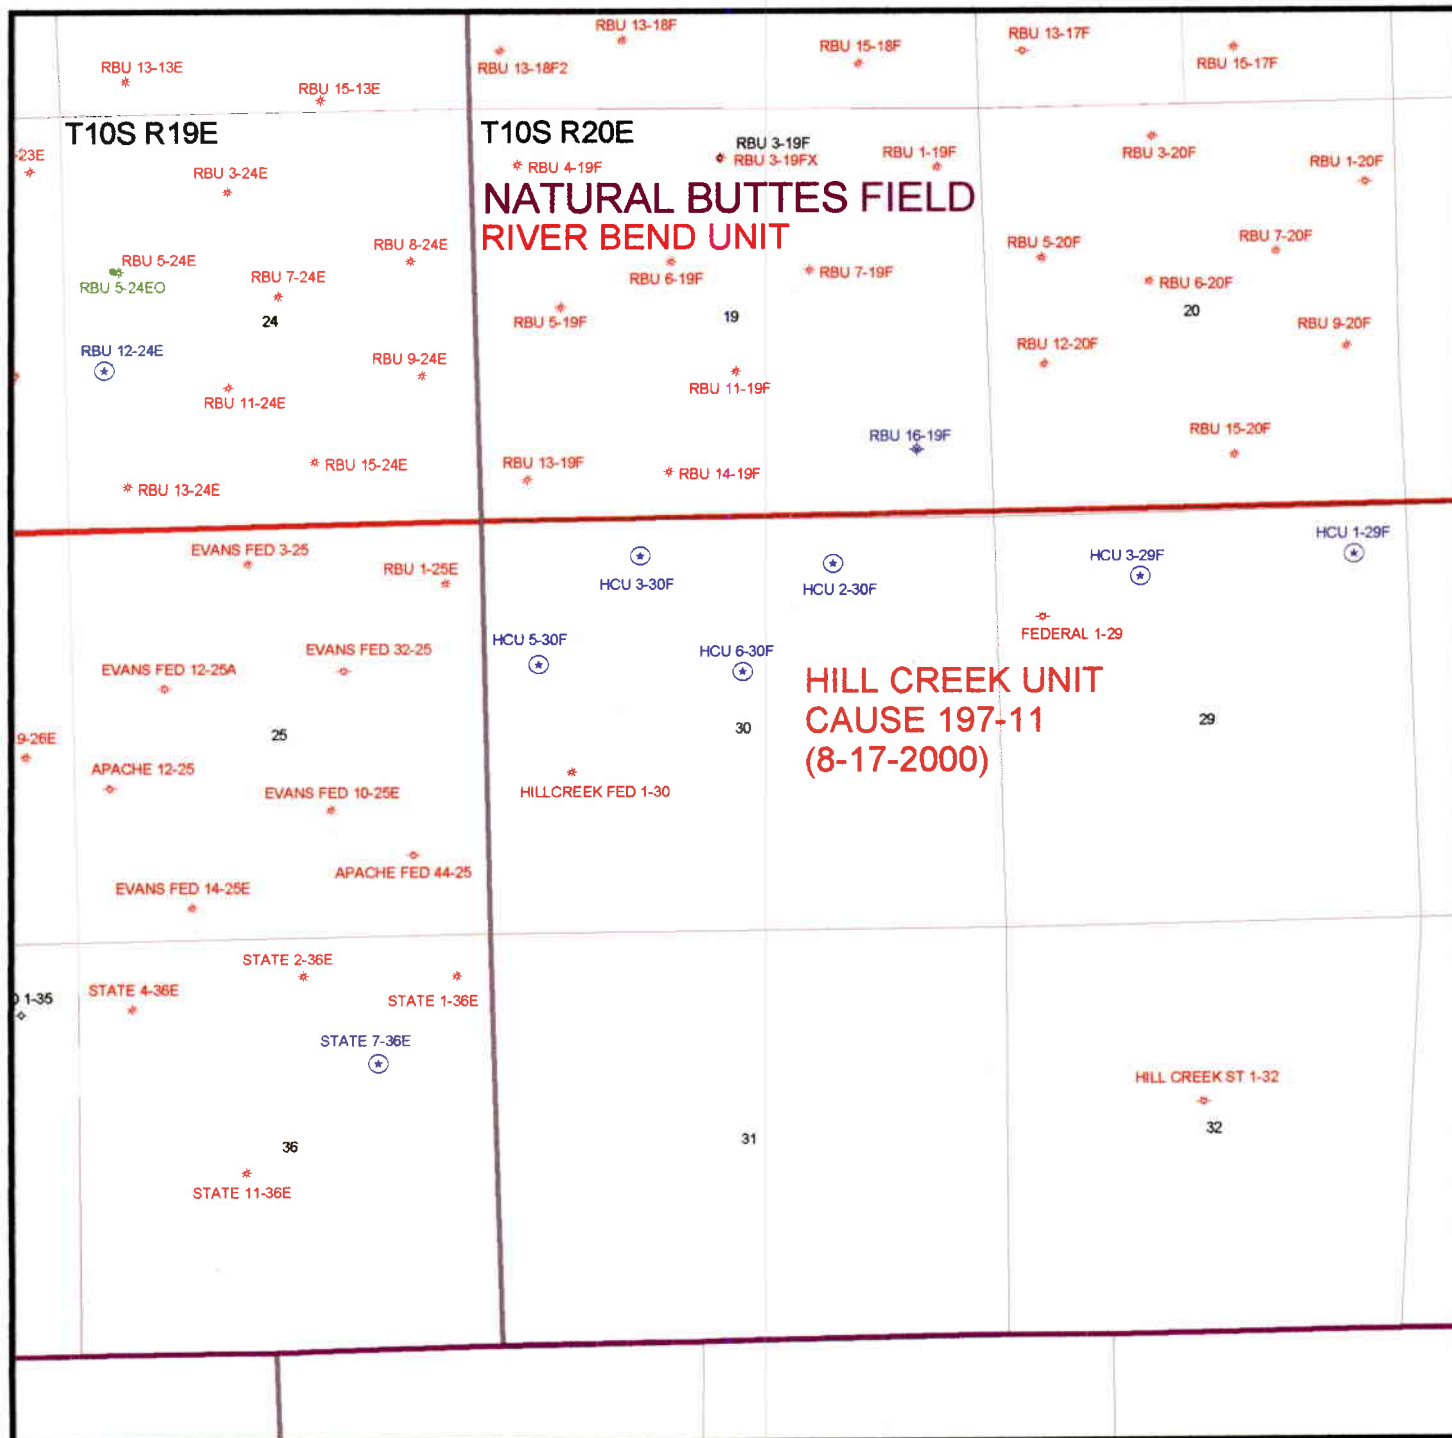 RBU 13-18F
RBU 13-17F
RBU 15-18F
RBU 13-13E
RBU 13-18F2
RBU 15-17F
RBU 15-13E
T10S R19E
T10S R20E
RBU 3-19F
-23E
RBU 4-19F
RBU 3-19FX
RBU 1-19F
RBU 3-20F
RBU 1-20F
RBU 3-24E
NATURAL BUTTES FIELD
RIVER BEND UNIT
RBU 8-24E
RBU 5-20F
RBU 7-20F
RBU 5-24E
RBU 7-24E
RBU 6-19F
RBU 7-19F
RBU 6-20F
RBU 5-24EO
24
RBU 5-19F
19
20
RBU 9-20F
RBU 12-24E
RBU 9-24E
RBU 12-20F
RBU 11-24E
RBU 11-19F
RBU 16-19F
RBU 15-20F
RBU 15-24E
RBU 13-19F
RBU 14-19F
RBU 13-24E
EVANS FED 3-25
RBU 1-25E
HCU 3-30F
HCU 2-30F
HCU 3-29F
HCU 1-29F
FEDERAL 1-29
HCU 5-30F
EVANS FED 32-25
HCU 6-30F
EVANS FED 12-25A
HILL CREEK UNIT
CAUSE 197-11
(8-17-2000)
9-26E
25
30
29
APACHE 12-25
EVANS FED 10-25E
HILLCREEK FED 1-30
APACHE FED 44-25
EVANS FED 14-25E
STATE 2-36E
STATE 4-36E
STATE 1-36E
1-35
STATE 7-36E
HILL CREEK ST 1-32
36
31
32
STATE 11-36E